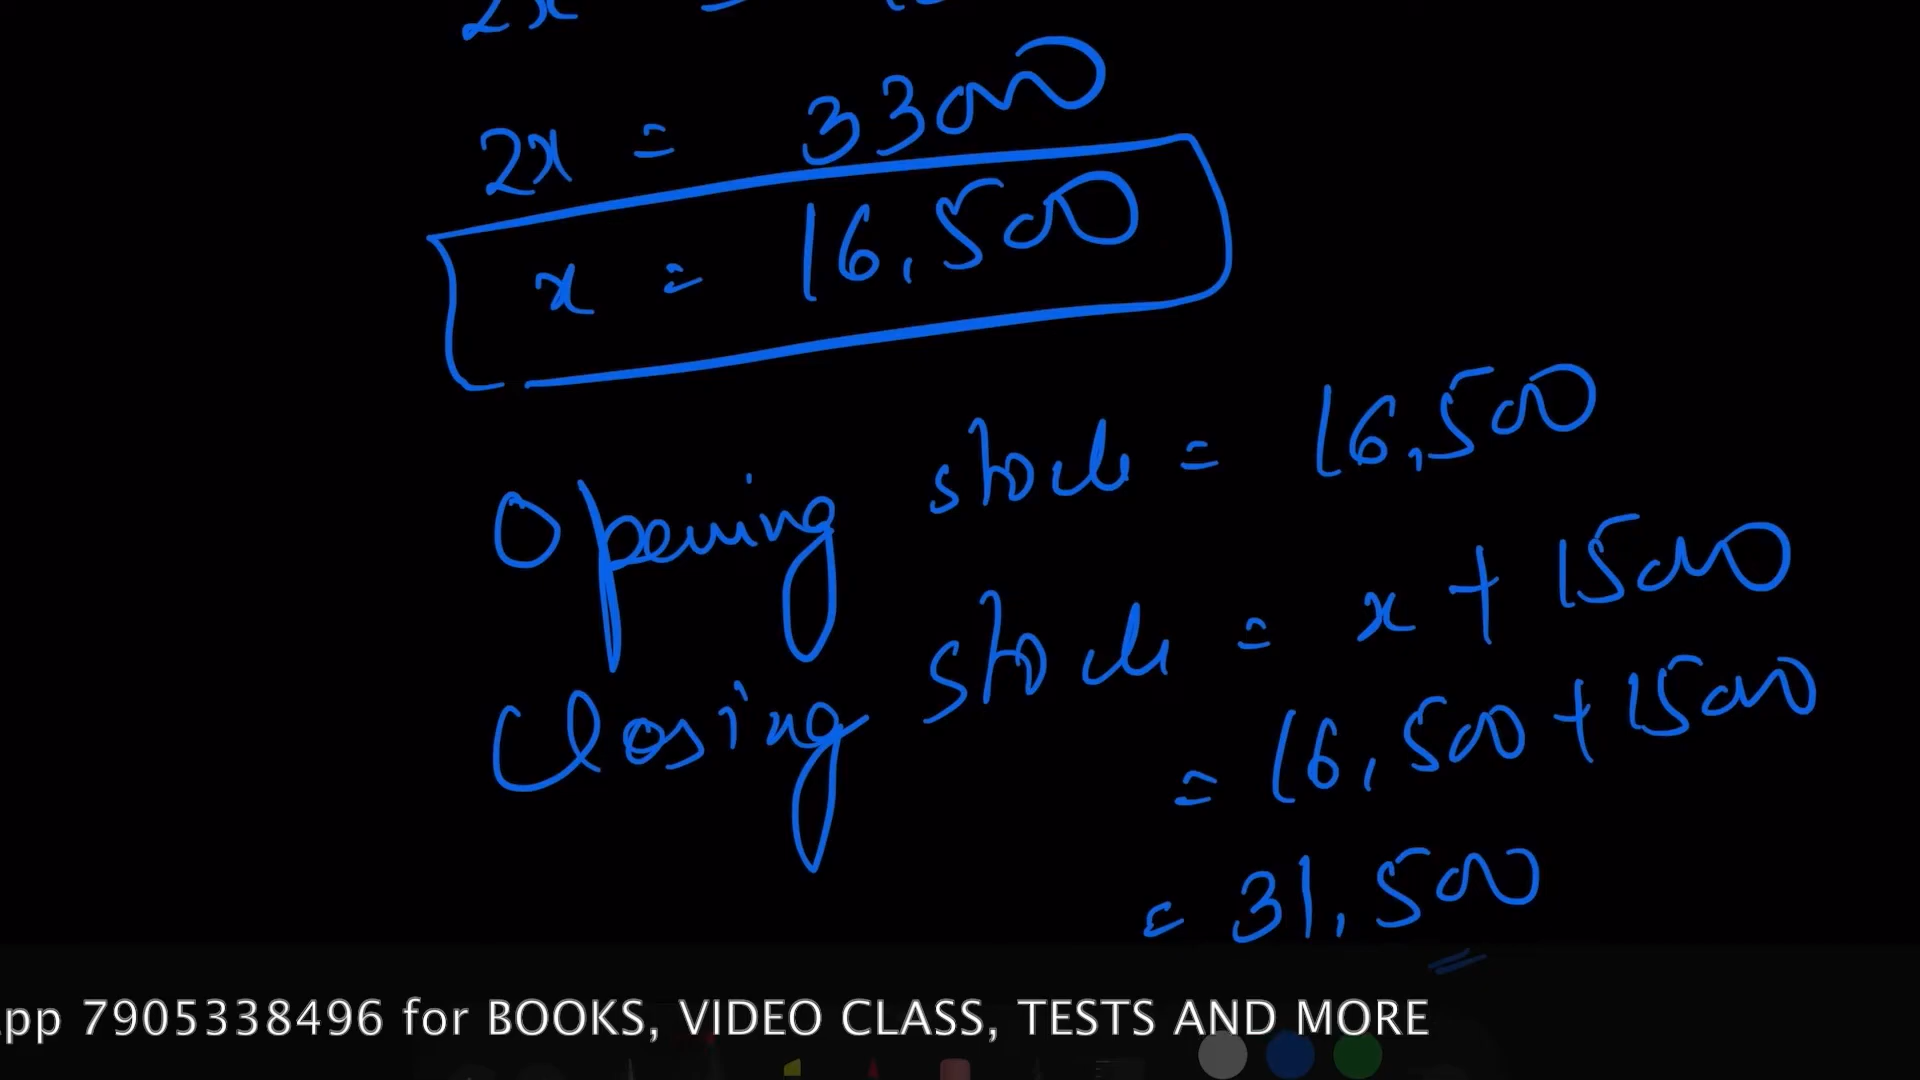 2x =
2x = 33000
x = 16,500
Opening stock = 16,500
Closing stock = x + 15000
= 16,500 + 15000
= 31,500
pp 7905338496 for BOOKS, VIDEO CLASS, TESTS AND MORE